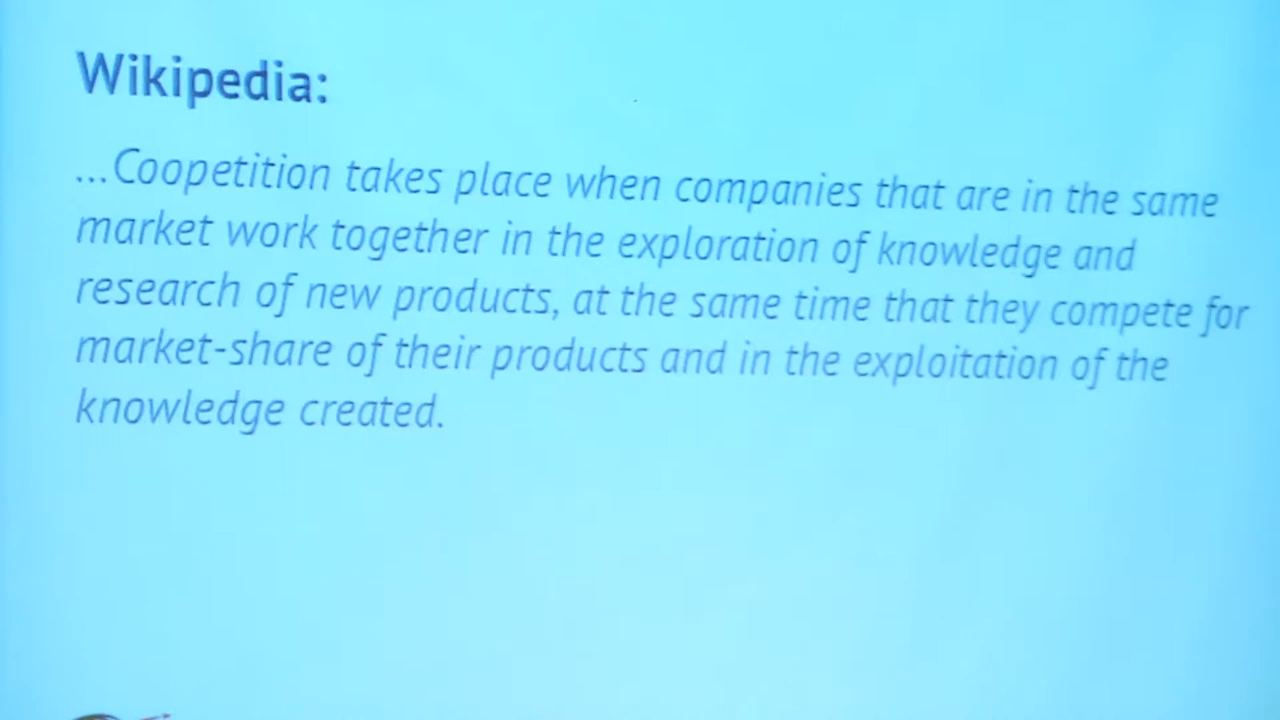 Wikipedia:
...Coopetition takes place when companies that are in the same
market work together in the exploration of knowledge and
research of new products, at the same time that they compete for
market-share of their products and in the exploitation of the
knowledge created.